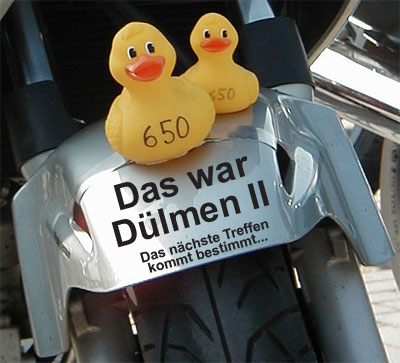 650
650
Das war
Dülmen II
Das nächste Treffen
kommt bestimmt...